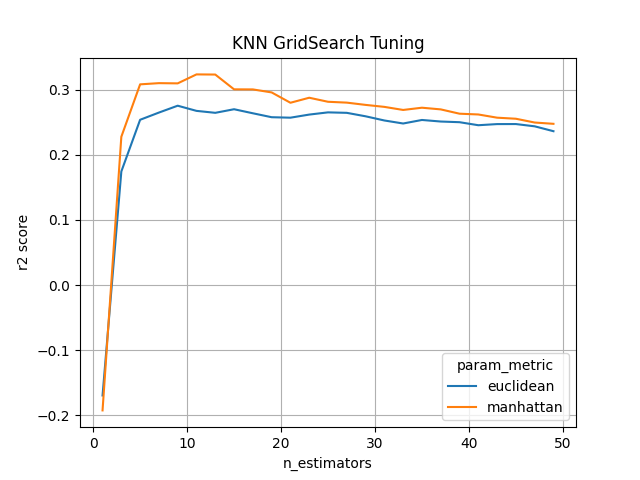 KNN GridSearch Tuning
r2 score
0.3
0.2
0.1
0.0
−0.1
−0.2
0
10
20
30
40
50
n_estimators
param_metric
euclidean
manhattan